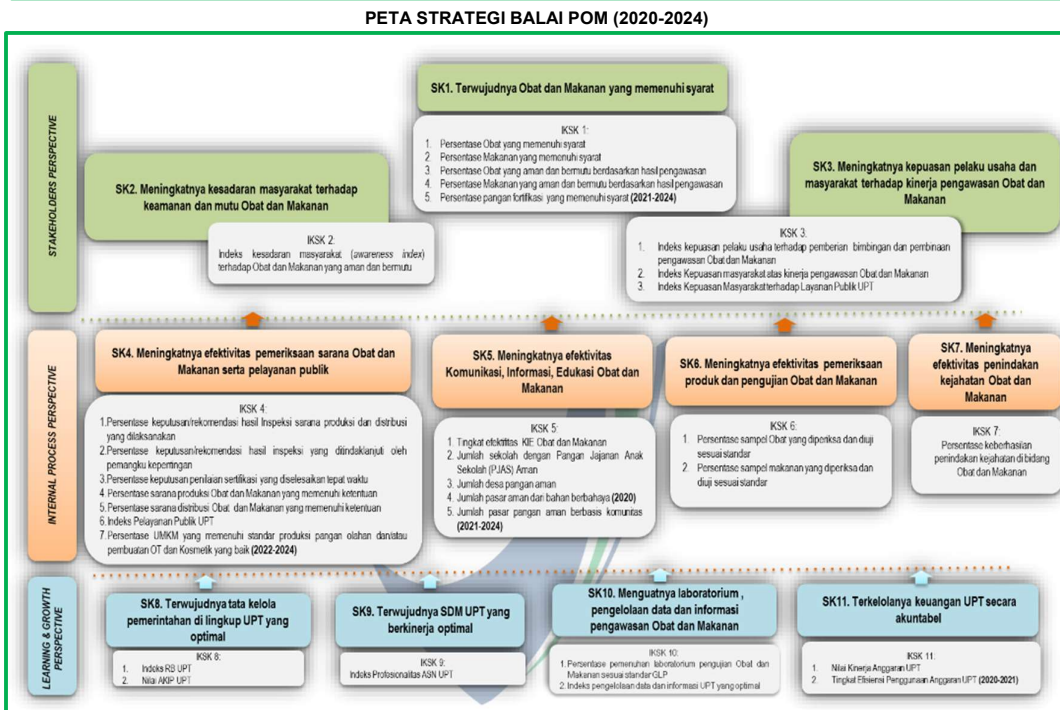 PETA STRATEGI BALAI POM (2020-2024)
STAKEHOLDERS PERSPECTIVE
SK1. Terwujudnya Obat dan Makanan yang memenuhi syarat
IKSK 1:
1. Persentase Obat yang memenuhi syarat
2. Persentase Makanan yang memenuhi syarat
3. Persentase Obat yang aman dan bermutu berdasarkan hasil pengawasan
4. Persentase Makanan yang aman dan bermutu berdasarkan hasil pengawasan
5. Persentase pangan fortifikasi yang memenuhi syarat (2021-2024)
SK2. Meningkatnya kesadaran masyarakat terhadap
keamanan dan mutu Obat dan Makanan
IKSK 2:
Indeks kesadaran masyarakat (awareness index)
terhadap Obat dan Makanan yang aman dan bermutu
SK3. Meningkatnya kepuasan pelaku usaha dan
masyarakat terhadap kinerja pengawasan Obat dan
Makanan
IKSK 3:
1. Indeks kepuasan pelaku usaha terhadap pemberian bimbingan dan pembinaan
pengawasan Obat dan Makanan
2. Indeks Kepuasan masyarakat atas kinerja pengawasan Obat dan Makanan
3. Indeks Kepuasan Masyarakat terhadap Layanan Publik UPT
INTERNAL PROCESS PERSPECTIVE
SK4. Meningkatnya efektivitas pemeriksaan sarana Obat dan
Makanan serta pelayanan publik
IKSK 4:
1.Persentase keputusan/rekomendasi hasil Inspeksi sarana produksi dan distribusi
yang dilaksanakan
2.Persentase keputusan/rekomendasi hasil inspeksi yang ditindaklanjuti oleh
pemangku kepentingan
3.Persentase keputusan penilaian sertifikasi yang diselesaikan tepat waktu
4.Persentase sarana produksi Obat dan Makanan yang memenuhi ketentuan
5.Persentase sarana distribusi Obat dan Makanan yang memenuhi ketentuan
6.Indeks Pelayanan Publik UPT
7.Persentase UMKM yang memenuhi standar produksi pangan olahan dan/atau
pembuatan OT dan Kosmetik yang baik (2022-2024)
SK5. Meningkatnya efektivitas
Komunikasi, Informasi, Edukasi Obat dan
Makanan
IKSK 5:
1. Tingkat efektifitas KIE Obat dan Makanan
2. Jumlah sekolah dengan Pangan Jajanan Anak
Sekolah (PJAS) Aman
3. Jumlah desa pangan aman
4. Jumlah pasar aman dari bahan berbahaya (2020)
5. Jumlah pasar pangan aman berbasis komunitas
(2021-2024)
SK6. Meningkatnya efektivitas pemeriksaan
produk dan pengujian Obat dan Makanan
IKSK 6:
1. Persentase sampel Obat yang diperiksa dan diuji
sesuai standar
2. Persentase sampel makanan yang diperiksa dan
diuji sesuai standar
SK7. Meningkatnya
efektivitas penindakan
kejahatan Obat dan
Makanan
IKSK 7:
Persentase keberhasilan
penindakan kejahatan di bidang
Obat dan Makanan
LEARNING & GROWTH
PERSPECTIVE
SK8. Terwujudnya tata kelola
pemerintahan di lingkup UPT yang
optimal
IKSK 8:
1. Indeks RB UPT
2. Nilai AKIP UPT
SK9. Terwujudnya SDM UPT yang
berkinerja optimal
IKSK 9:
Indeks Profesionalitas ASN UPT
SK10. Menguatnya laboratorium ,
pengelolaan data dan informasi
pengawasan Obat dan Makanan
IKSK 10:
1.Persentase pemenuhan laboratorium pengujian Obat dan
Makanan sesuai standar GLP
2.Indeks pengelolaan data dan informasi UPT yang optimal
SK11. Terkelolanya keuangan UPT secara
akuntabel
IKSK 11:
1. Nilai Kinerja Anggaran UPT
2. Tingkat Efisiensi Penggunaan Anggaran UPT (2020-2021)